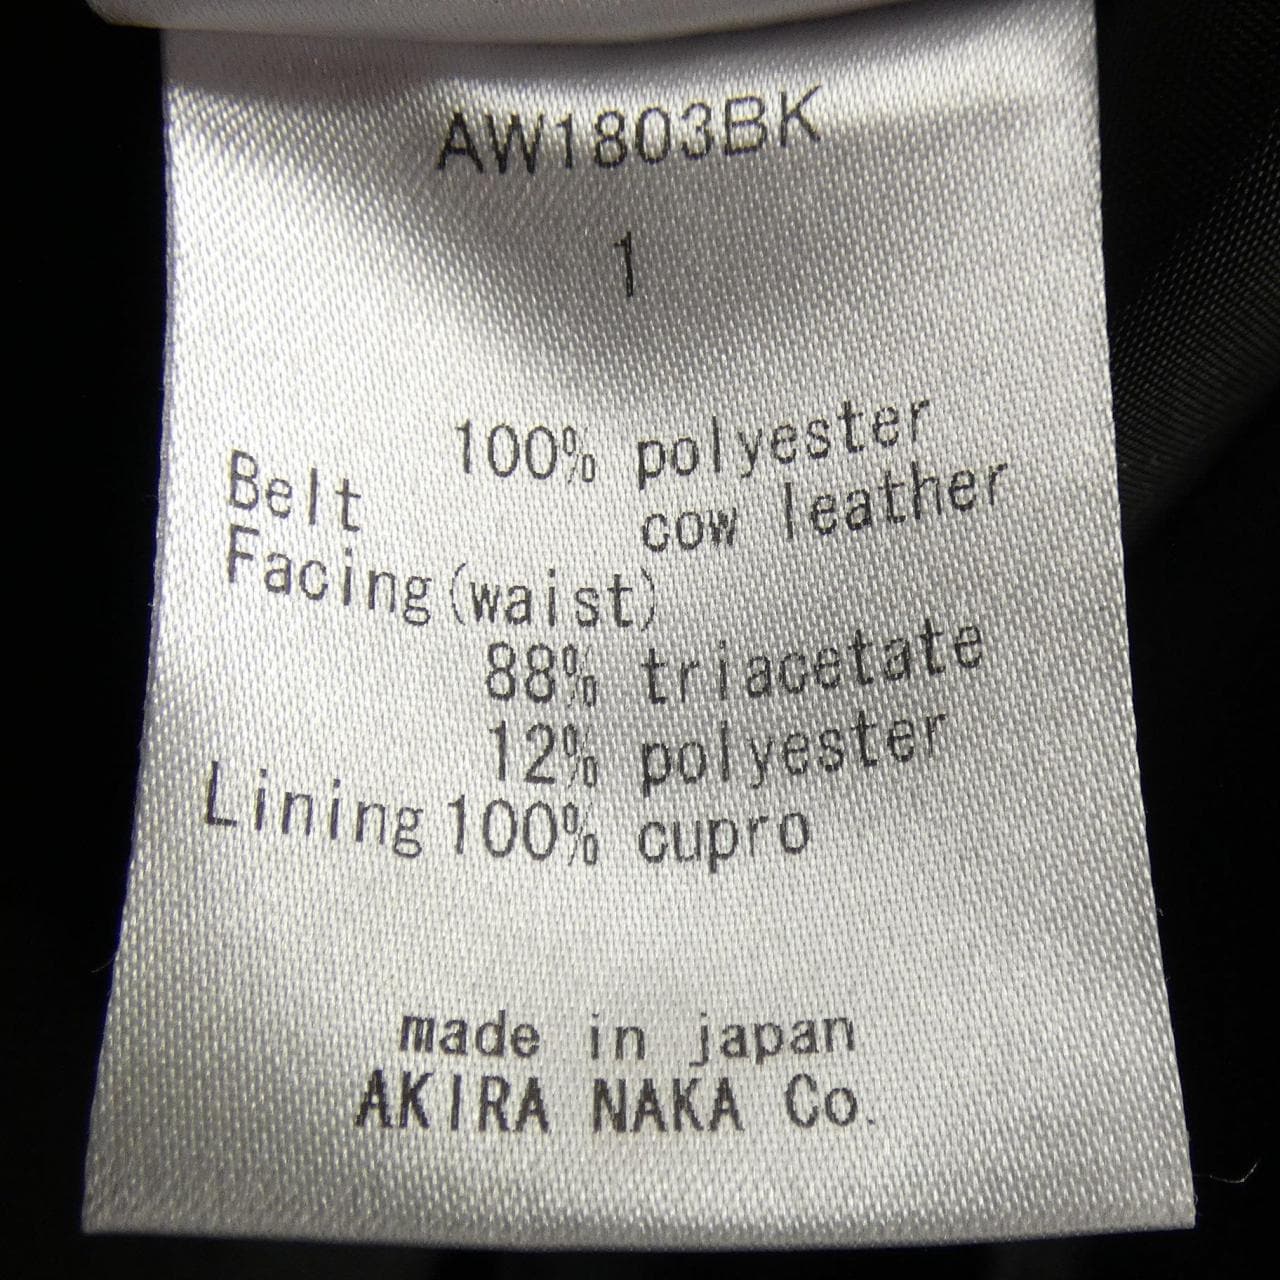 AW1803BK
1
100% polyester
Belt cow leather
Facing(waist)
88% triacetate
12% polyester
Lining 100% cupro
made in japan
AKIRA NAKA Co.